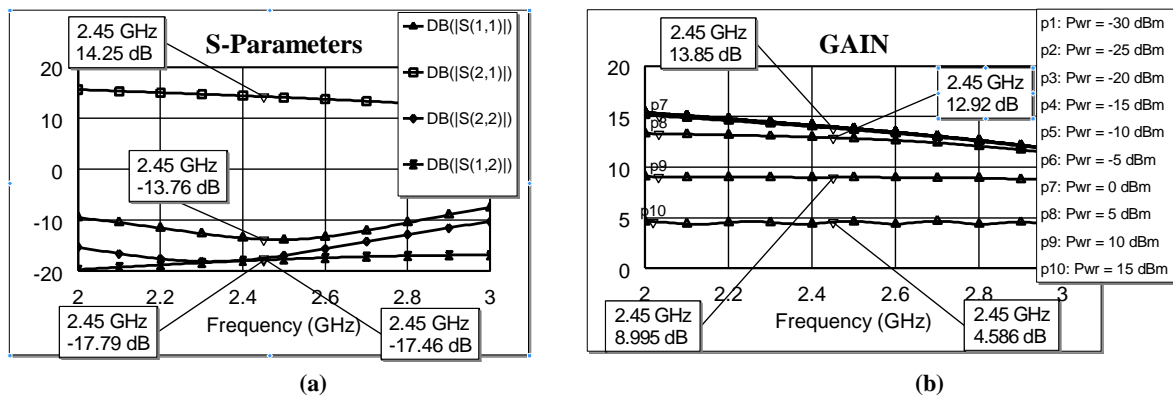 S-Parameters
2.45 GHz
14.25 dB
DB(|S(1,1)|)
DB(|S(2,1)|)
DB(|S(2,2)|)
DB(|S(1,2)|)
20
10
0
-10
-20
2.45 GHz
-13.76 dB
2
2.2
2.4
2.6
2.8
3
Frequency (GHz)
2.45 GHz
-17.79 dB
2.45 GHz
-17.46 dB
(a)
GAIN
2.45 GHz
13.85 dB
2.45 GHz
12.92 dB
20
15
10
5
0
p7
p8
p9
p10
2
2.2
2.4
2.6
2.8
3
Frequency (GHz)
2.45 GHz
8.995 dB
2.45 GHz
4.586 dB
p1: Pwr = -30 dBm
p2: Pwr = -25 dBm
p3: Pwr = -20 dBm
p4: Pwr = -15 dBm
p5: Pwr = -10 dBm
p6: Pwr = -5 dBm
p7: Pwr = 0 dBm
p8: Pwr = 5 dBm
p9: Pwr = 10 dBm
p10: Pwr = 15 dBm
(b)